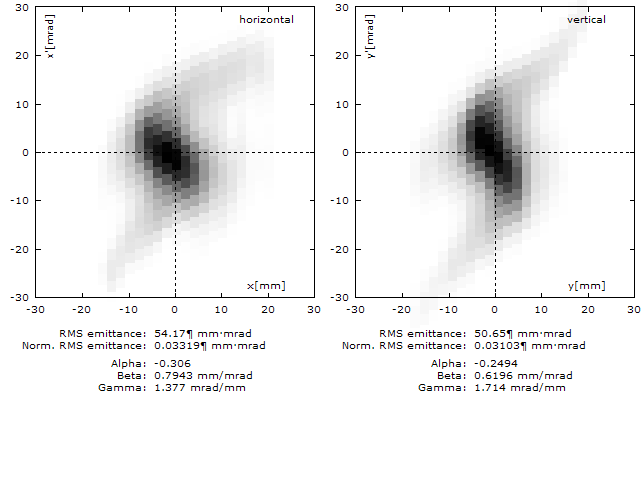 horizontal
x'[mrad]
30
20
10
0
-10
-20
-30
x[mm]
-30 -20 -10 0 10 20 30
RMS emittance: 54.17¶ mm·mrad
Norm. RMS emittance: 0.03319¶ mm·mrad
Alpha: -0.306
Beta: 0.7943 mm/mrad
Gamma: 1.377 mrad/mm
vertical
y'[mrad]
30
20
10
0
-10
-20
-30
y[mm]
-30 -20 -10 0 10 20 30
RMS emittance: 50.65¶ mm·mrad
Norm. RMS emittance: 0.03103¶ mm·mrad
Alpha: -0.2494
Beta: 0.6196 mm/mrad
Gamma: 1.714 mrad/mm